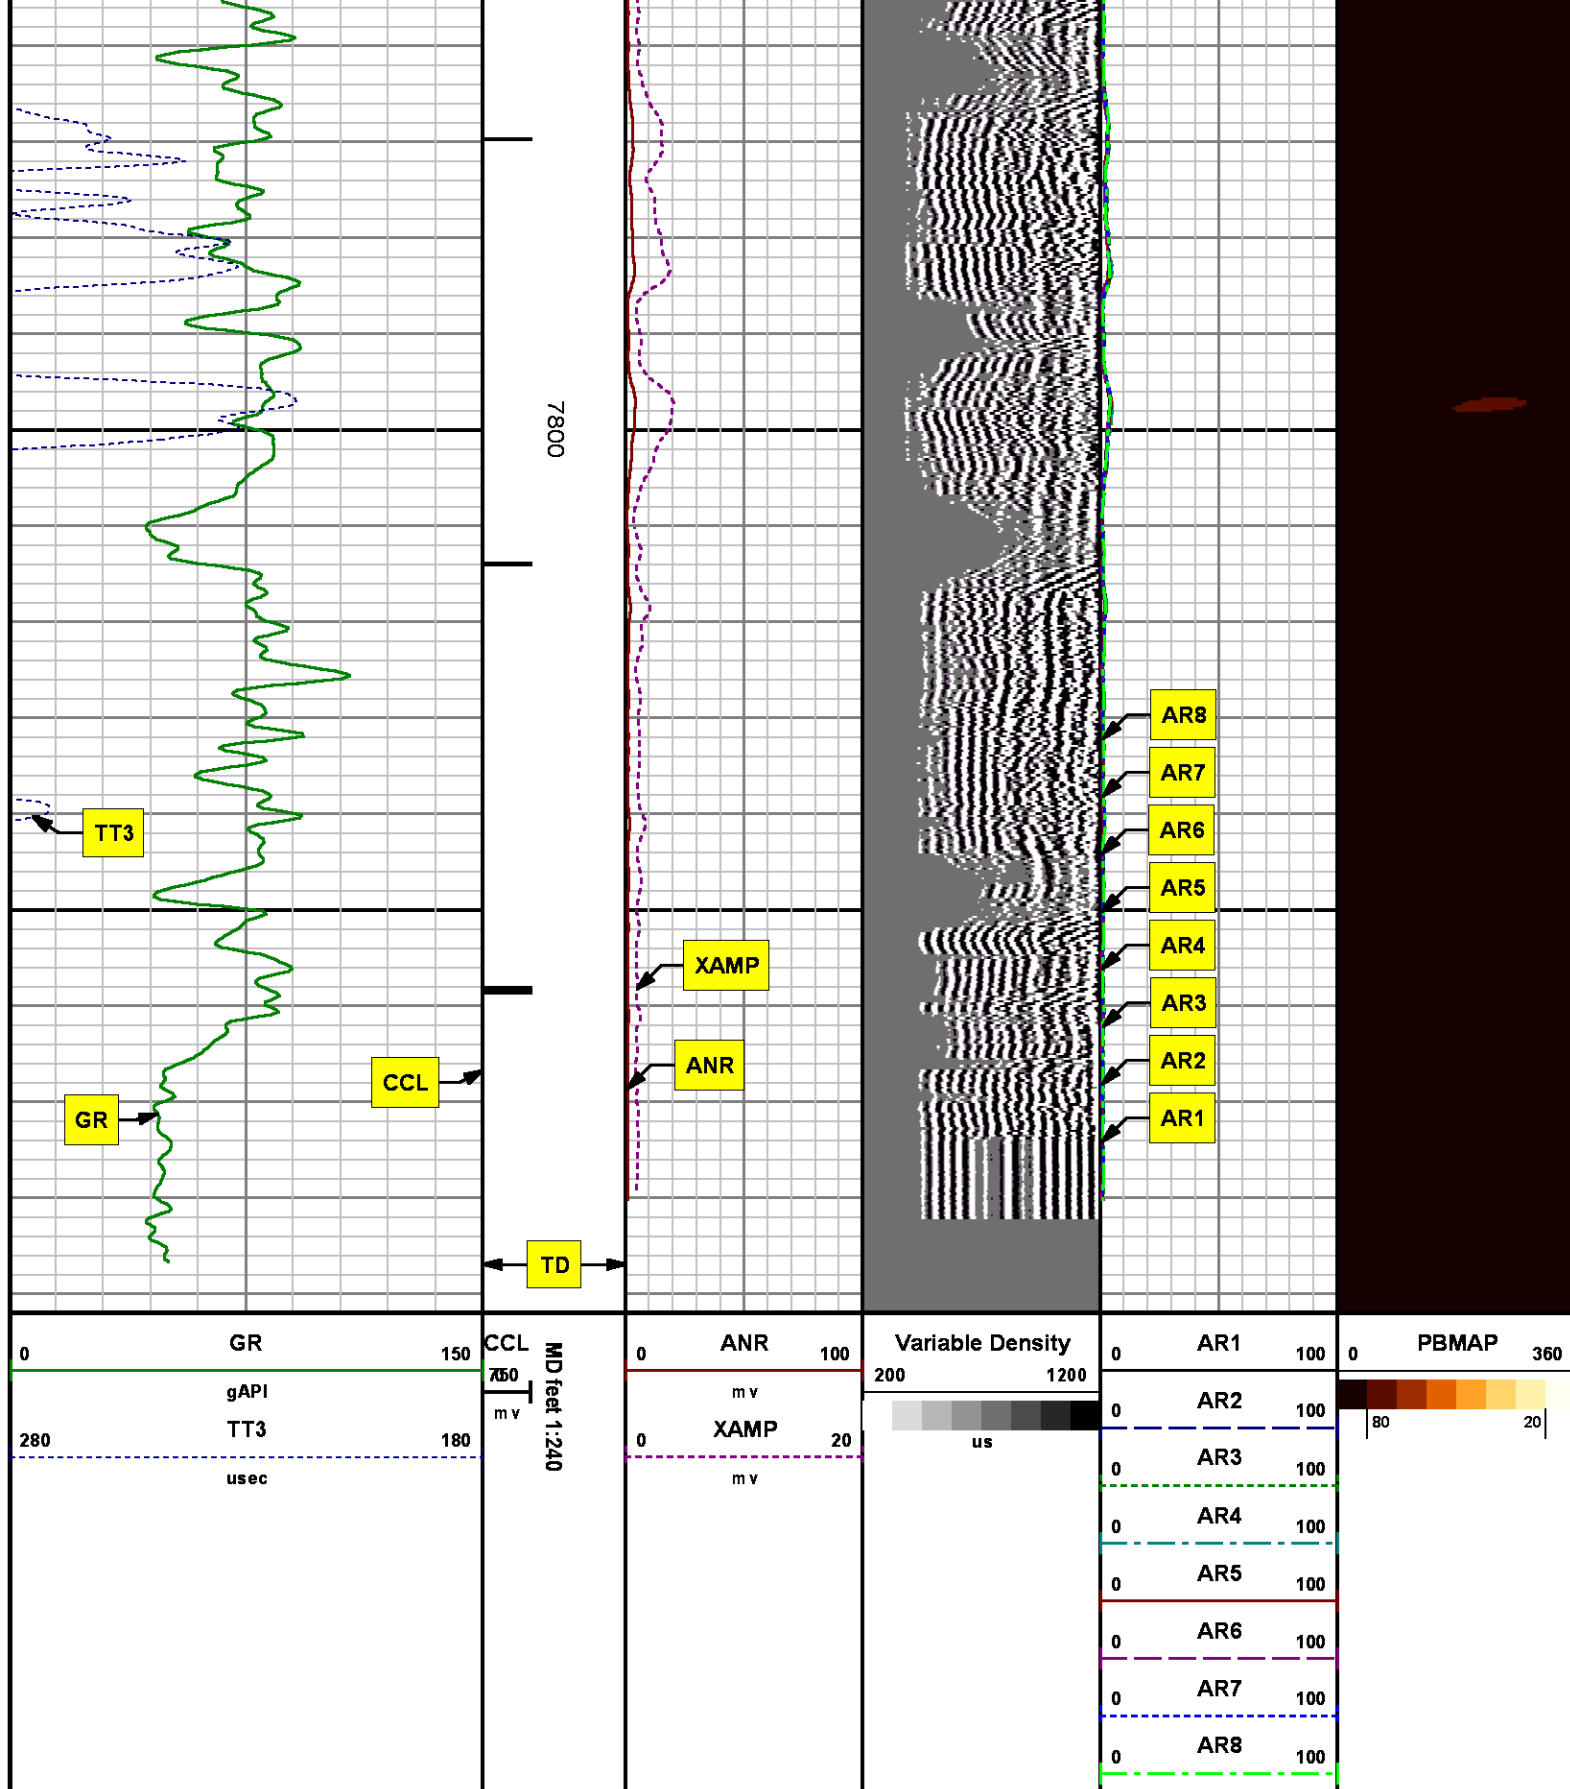 7800
AR8
AR7
TT3
AR6
AR5
AR4
XAMP
AR3
ANR
AR2
CCL
GR
AR1
TD
GR
0 150
gAPI
TT3
280 180
usec
CCL
mv
MD feet 1:240
ANR
0 100
mv
XAMP
0 20
mv
Variable Density
200 1200
us
AR1
0 100
AR2
0 100
AR3
0 100
AR4
0 100
AR5
0 100
AR6
0 100
AR7
0 100
AR8
0 100
PBMAP
0 360
80 20